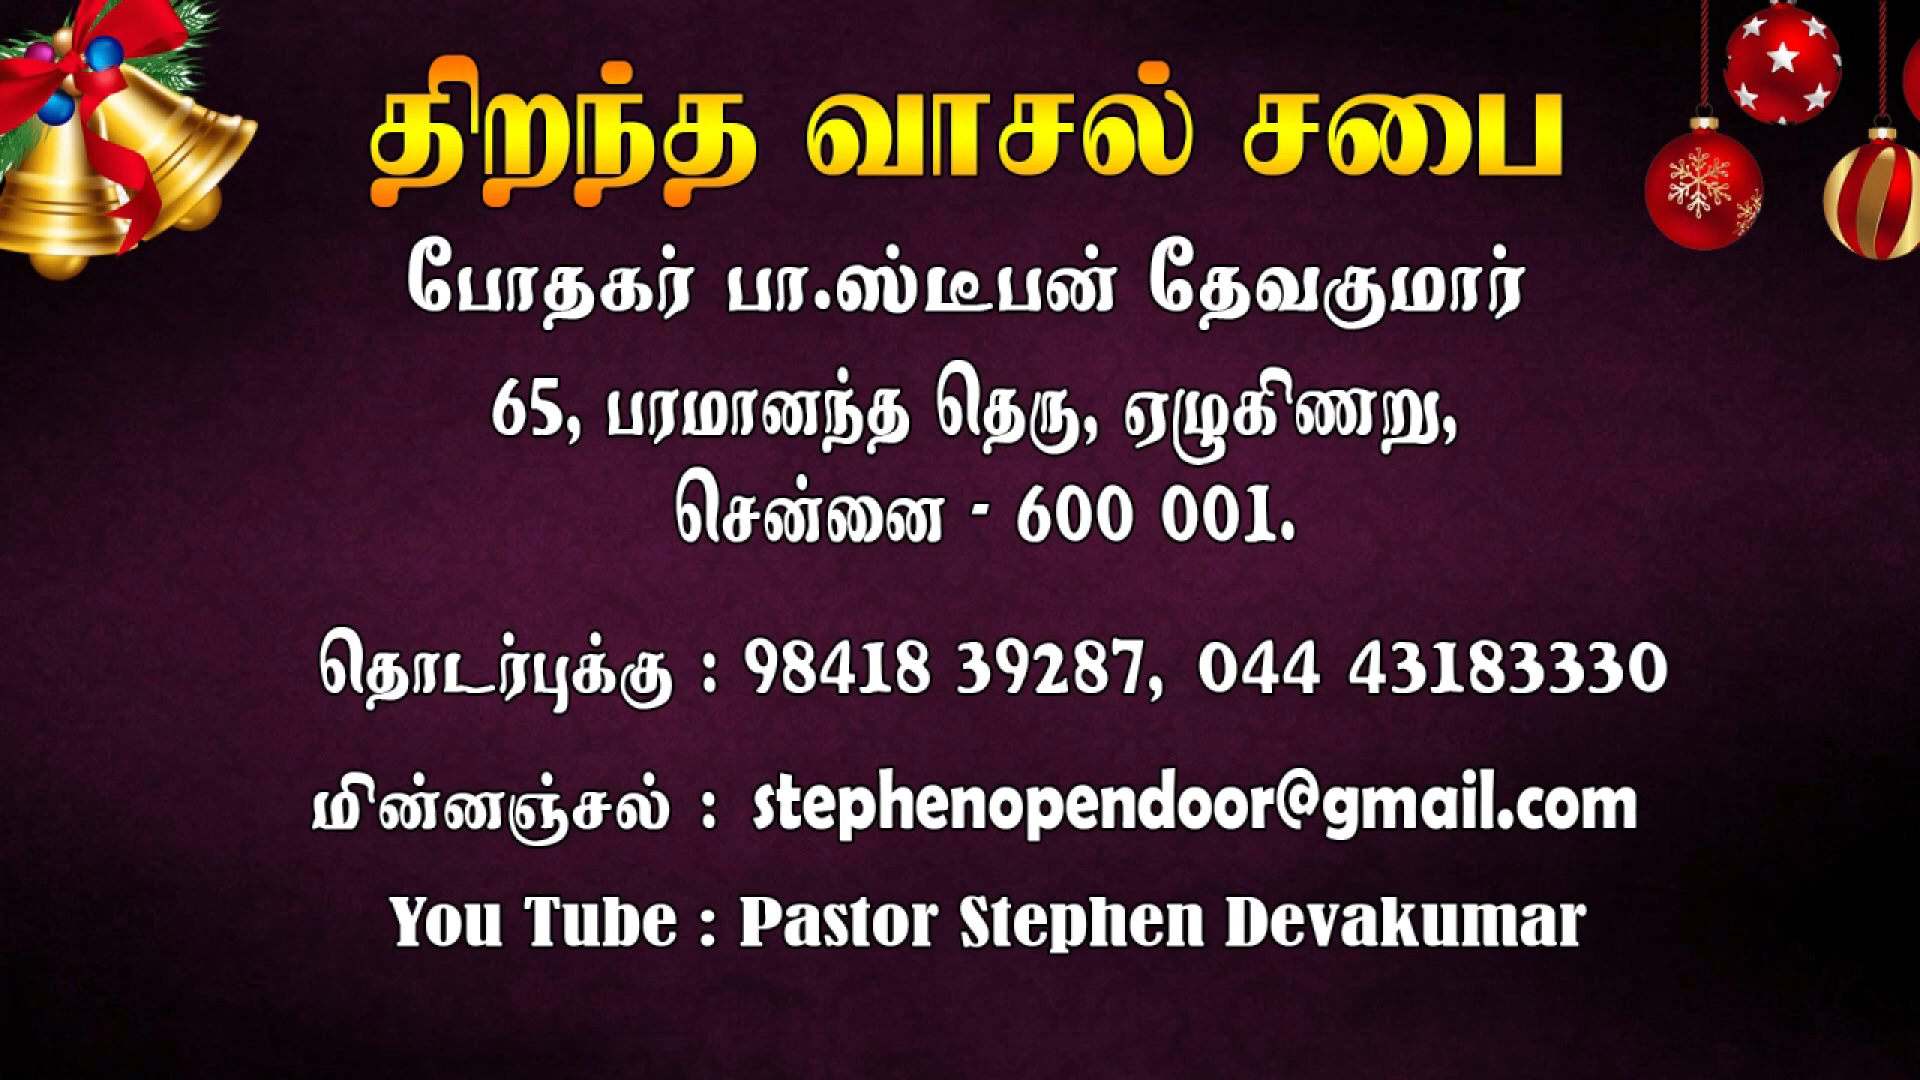 திறந்த வாசல் சபை
போதகர் பா.ஸ்டீபன் தேவகுமார்
65, பரமானந்த தெரு, ஏழுகிணறு,
சென்னை - 600 001.
தொடர்புக்கு : 98418 39287, 044 43183330
மின்னஞ்சல் : stephenopendoor@gmail.com
You Tube : Pastor Stephen Devakumar